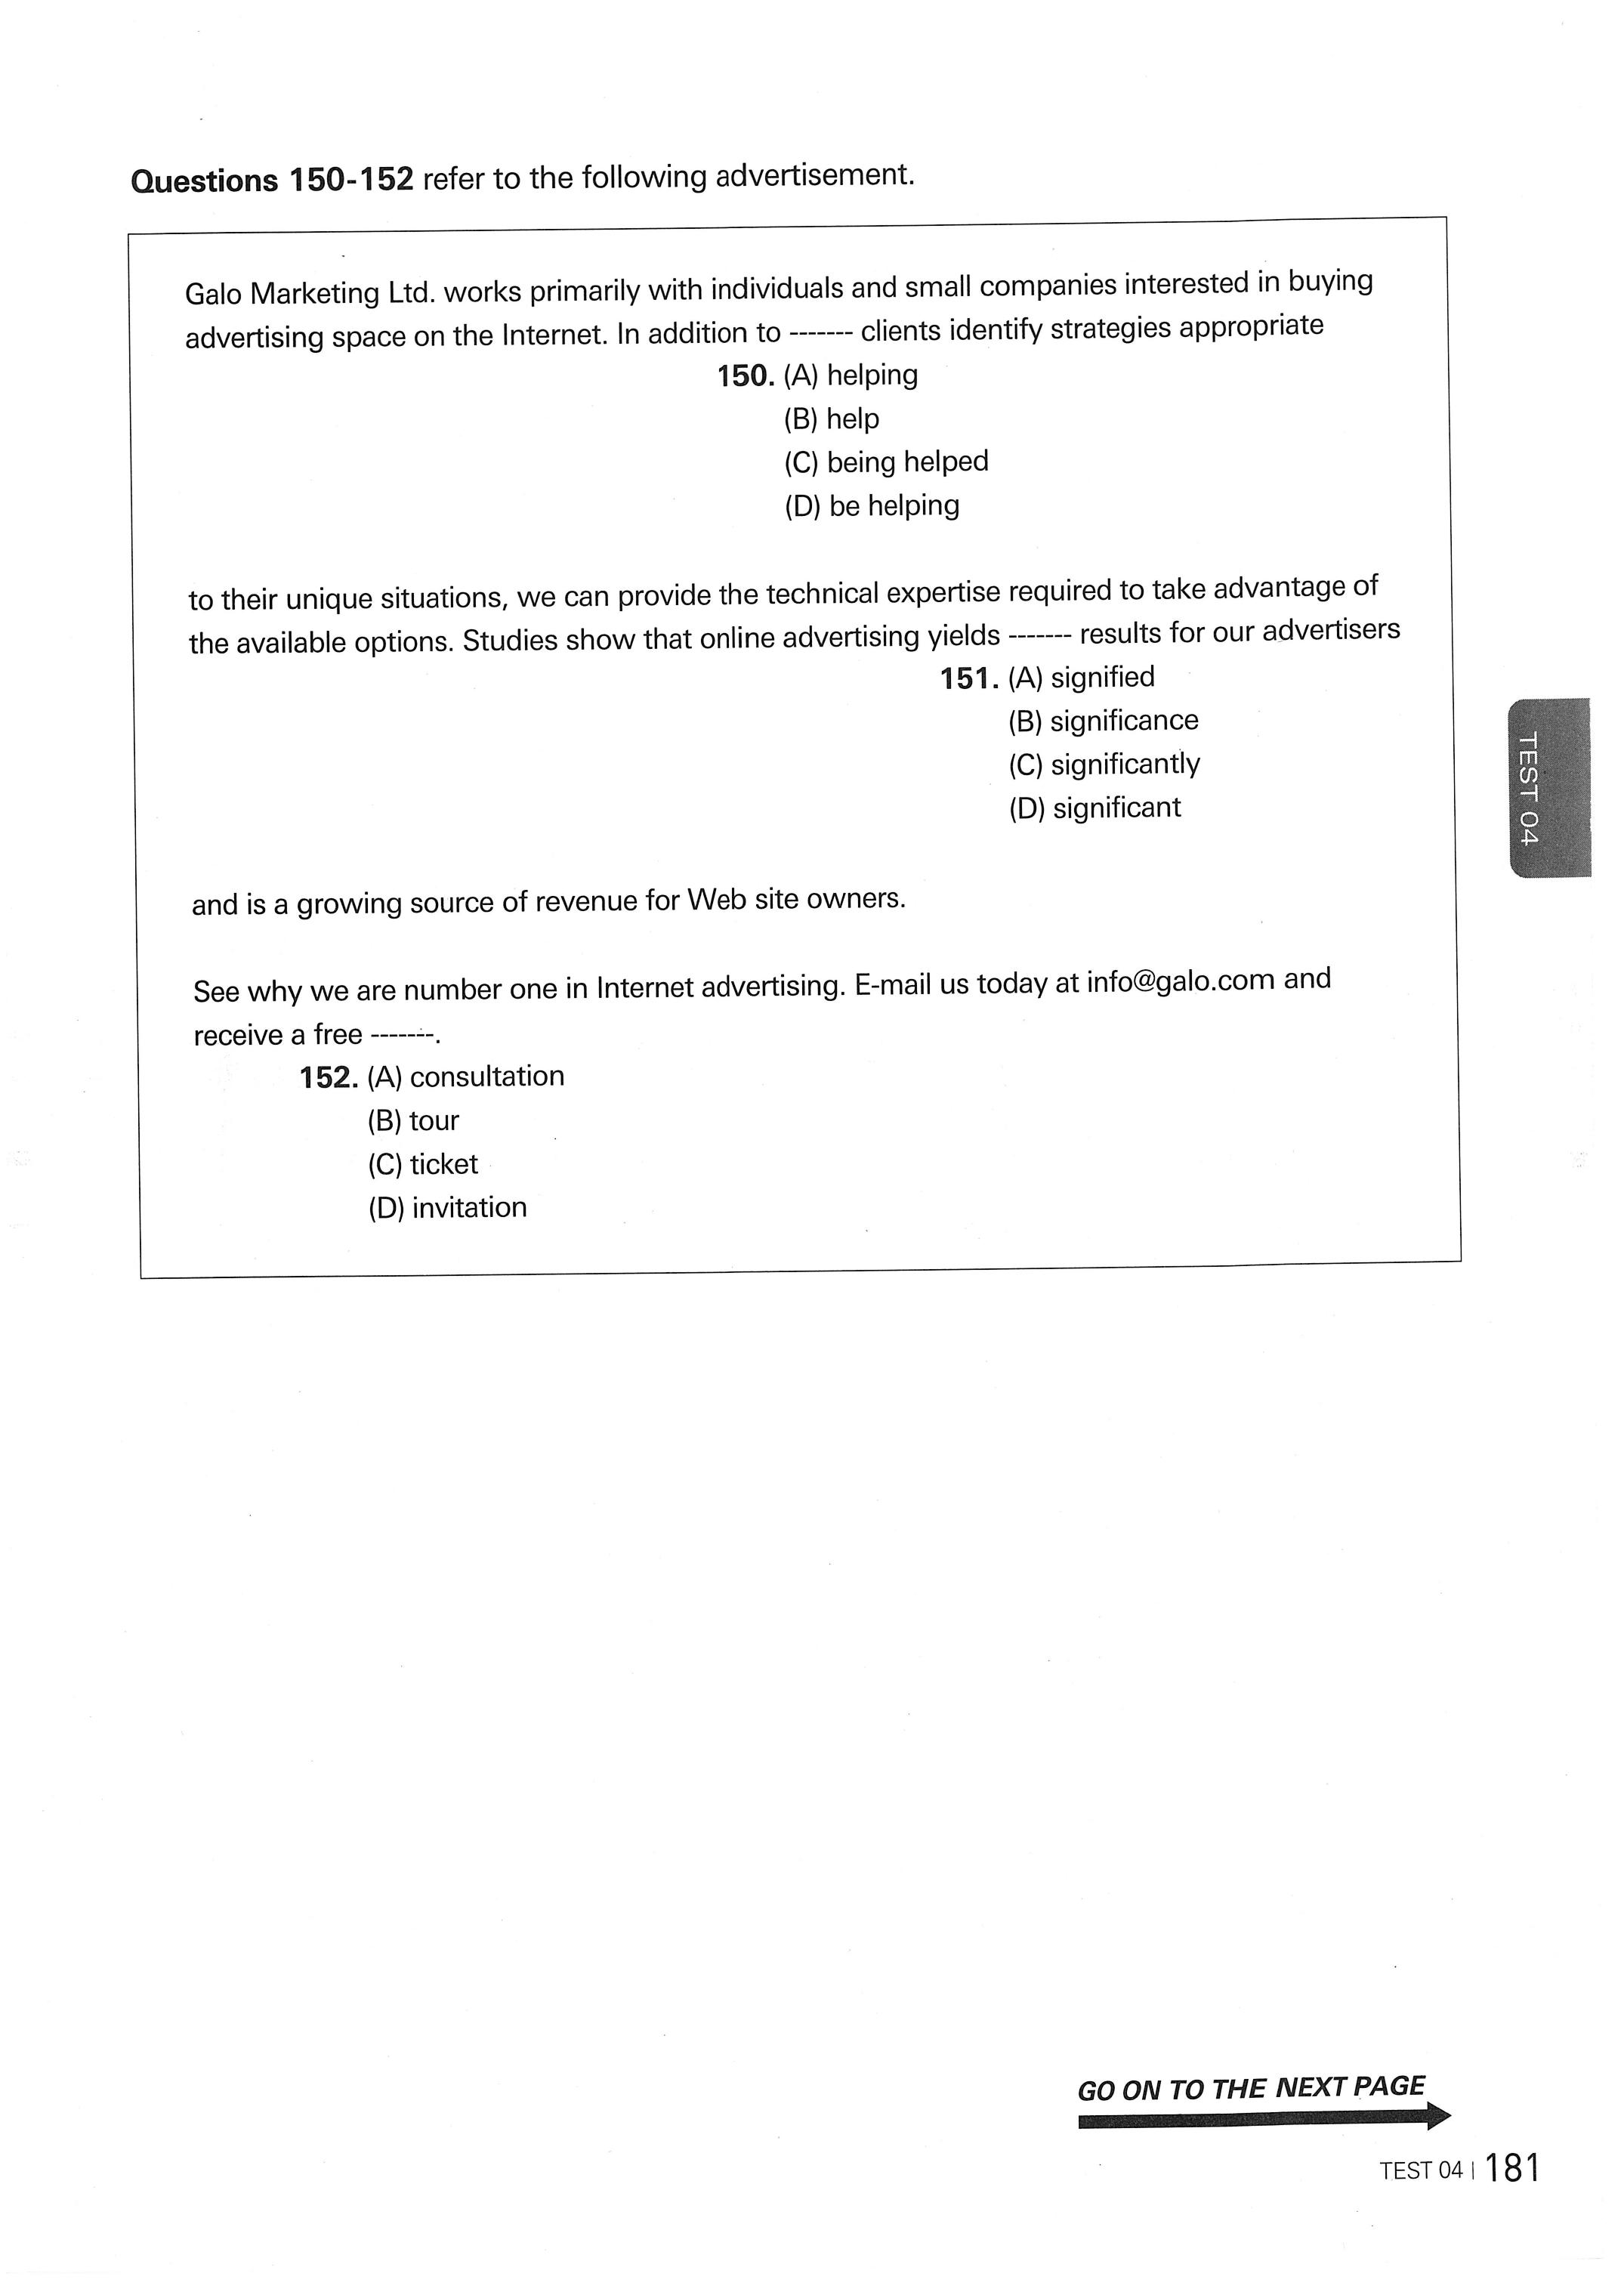 Questions 150-152 refer to the following advertisement.
Galo Marketing Ltd. works primarily with individuals and small companies interested in buying
advertising space on the Internet. In addition to ------- clients identify strategies appropriate
150. (A) helping
(B) help
(C) being helped
(D) be helping
to their unique situations, we can provide the technical expertise required to take advantage of
the available options. Studies show that online advertising yields ------- results for our advertisers
151. (A) signified
(B) significance
(C) significantly
(D) significant
and is a growing source of revenue for Web site owners.
See why we are number one in Internet advertising. E-mail us today at info@galo.com and
receive a free -------.
152. (A) consultation
(B) tour
(C) ticket
(D) invitation
TEST 04
GO ON TO THE NEXT PAGE
TEST 04 | 181